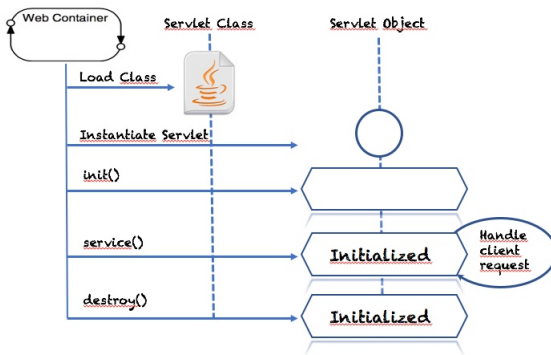 Web Container
Servlet Class
Servlet Object
Load Class
Instantiate Servlet
init()
service()
Initialized
Handle
client
request
destroy()
Initialized